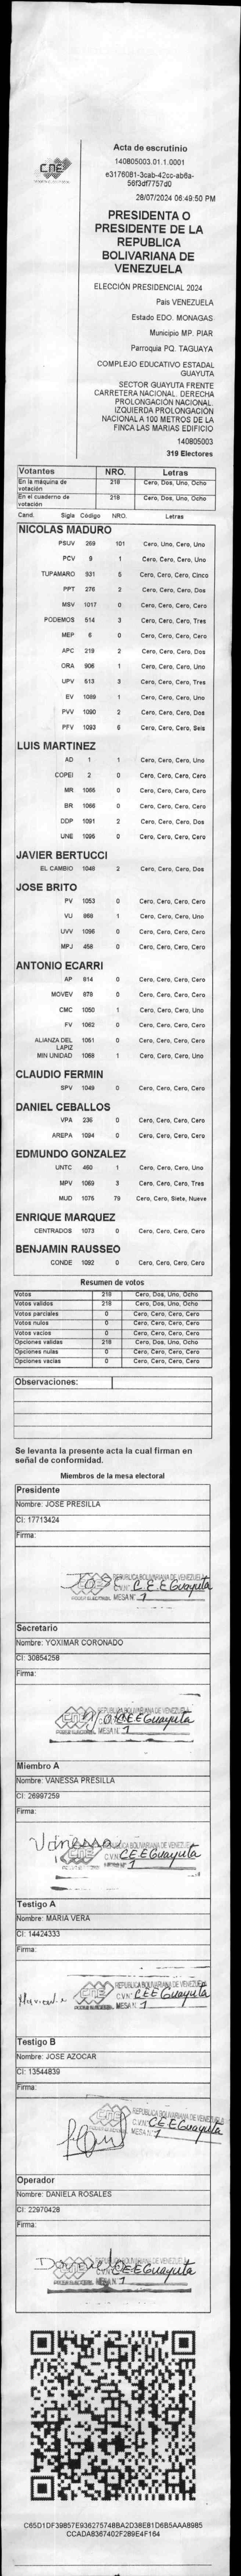 CNE
Acta de escrutinio
140805003.01.1.0001
e3176081-3cab-42cc-ab6a-
56f3df7757d0
28/07/2024 06:49:50 PM
PRESIDENTA O
PRESIDENTE DE LA
REPUBLICA
BOLIVARIANA DE
VENEZUELA
ELECCIÓN PRESIDENCIAL 2024
País VENEZUELA
Estado EDO. MONAGAS
Municipio MP. PIAR
Parroquia PQ. TAGUAYA
COMPLEJO EDUCATIVO ESTADAL
GUAYUTA
SECTOR GUAYUTA FRENTE
CARRETERA NACIONAL. DERECHA
PROLONGACIÓN NACIONAL.
IZQUIERDA PROLONGACIÓN
NACIONAL A 100 METROS DE LA
FINCA LAS MARIAS EDIFICIO
140805003
319 Electores
Votantes NRO. Letras
En la máquina de votación 218 Cero, Dos, Uno, Ocho
En el cuaderno de votación 218 Cero, Dos, Uno, Ocho
Cand. Sigla Código NRO. Letras
NICOLAS MADURO
PSUV 269 101 Cero, Uno, Cero, Uno
PCV 9 1 Cero, Cero, Cero, Uno
TUPAMARO 931 5 Cero, Cero, Cero, Cinco
PPT 276 2 Cero, Cero, Cero, Dos
MSV 1017 0 Cero, Cero, Cero, Cero
PODEMOS 514 3 Cero, Cero, Cero, Tres
MEP 6 0 Cero, Cero, Cero, Cero
APC 219 2 Cero, Cero, Cero, Dos
ORA 906 1 Cero, Cero, Cero, Uno
UPV 613 3 Cero, Cero, Cero, Tres
EV 1089 1 Cero, Cero, Cero, Uno
PVV 1090 2 Cero, Cero, Cero, Dos
PFV 1093 6 Cero, Cero, Cero, Seis
LUIS MARTINEZ
AD 1 1 Cero, Cero, Cero, Uno
COPEI 2 0 Cero, Cero, Cero, Cero
MR 1065 0 Cero, Cero, Cero, Cero
BR 1066 0 Cero, Cero, Cero, Cero
DDP 1091 2 Cero, Cero, Cero, Dos
UNE 1095 0 Cero, Cero, Cero, Cero
JAVIER BERTUCCI
EL CAMBIO 1048 2 Cero, Cero, Cero, Dos
JOSE BRITO
PV 1053 0 Cero, Cero, Cero, Cero
VU 868 1 Cero, Cero, Cero, Uno
UVV 1096 0 Cero, Cero, Cero, Cero
MPJ 458 0 Cero, Cero, Cero, Cero
ANTONIO ECARRI
AP 814 0 Cero, Cero, Cero, Cero
MOVEV 878 0 Cero, Cero, Cero, Cero
CMC 1050 1 Cero, Cero, Cero, Uno
FV 1062 0 Cero, Cero, Cero, Cero
ALIANZA DEL LAPIZ 1061 0 Cero, Cero, Cero, Cero
MIN UNIDAD 1068 1 Cero, Cero, Cero, Uno
CLAUDIO FERMIN
SPV 1049 0 Cero, Cero, Cero, Cero
DANIEL CEBALLOS
VPA 236 0 Cero, Cero, Cero, Cero
AREPA 1094 0 Cero, Cero, Cero, Cero
EDMUNDO GONZALEZ
UNTC 460 1 Cero, Cero, Cero, Uno
MPV 1069 3 Cero, Cero, Cero, Tres
MUD 1076 79 Cero, Cero, Siete, Nueve
ENRIQUE MARQUEZ
CENTRADOS 1073 0 Cero, Cero, Cero, Cero
BENJAMIN RAUSSEO
CONDE 1092 0 Cero, Cero, Cero, Cero
Resumen de votos
Votos 218 Cero, Dos, Uno, Ocho
Votos validos 218 Cero, Dos, Uno, Ocho
Votos parciales 0 Cero, Cero, Cero, Cero
Votos nulos 0 Cero, Cero, Cero, Cero
Votos vacios 0 Cero, Cero, Cero, Cero
Opciones validas 218 Cero, Dos, Uno, Ocho
Opciones nulas 0 Cero, Cero, Cero, Cero
Opciones vacias 0 Cero, Cero, Cero, Cero
Observaciones:
Se levanta la presente acta la cual firman en
señal de conformidad.
Miembros de la mesa electoral
Presidente
Nombre: JOSE PRESILLA
CI: 17713424
Firma:
REPUBLICA BOLIVARIANA DE VENEZUELA
C.V.N° C.E.E Guayuta
MESA N° 1
Secretario
Nombre: YOXIMAR CORONADO
CI: 30854258
Firma:
REPUBLICA BOLIVARIANA DE VENEZUELA
C.E.E Guayuta
MESA N° 1
Miembro A
Nombre: VANESSA PRESILLA
CI: 26997259
Firma:
Vanessa
BOLIVARIANA DE VENEZUELA
C.V.N° C.E.E Guayuta
MESA N° 1
Testigo A
Nombre: MARIA VERA
CI: 14424333
Firma:
REPUBLICA BOLIVARIANA DE VENEZUELA
C.V.N° C.E.E Guayuta
MESA N° 1
Testigo B
Nombre: JOSE AZOCAR
CI: 13544839
Firma:
REPUBLICA BOLIVARIANA DE VENEZUELA
C.V.N° C.E.E Guayuta
MESA N° 1
Operador
Nombre: DANIELA ROSALES
CI: 22970428
Firma:
BOLIVARIANA DE VENEZUELA
C.V.N° C.E.E Guayuta
MESA N° 1
C65D1DF39857E936275748BA2D38E81D6B5AAA8985
CCADA8367402F289E4F164